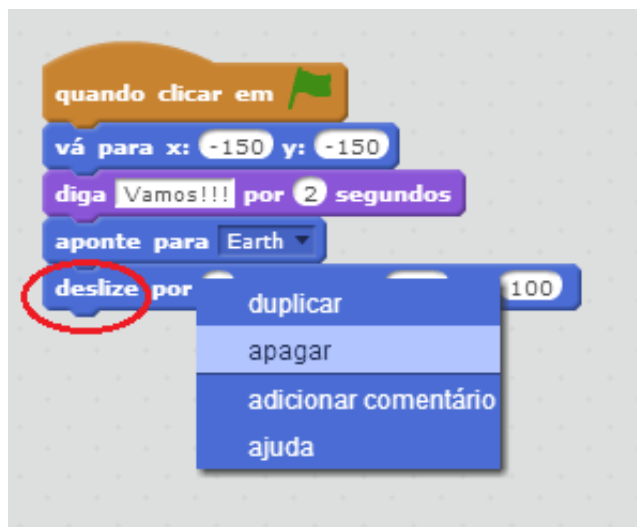 quando clicar em
vá para x: -150 y: -150
diga Vamos!!! por 2 segundos
aponte para Earth
deslize por 100
duplicar
apagar
adicionar comentário
ajuda